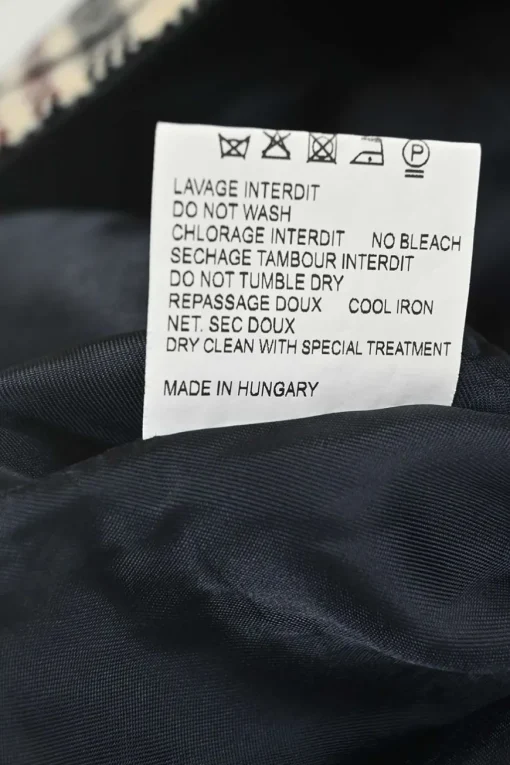 P
LAVAGE INTERDIT
DO NOT WASH
CHLORAGE INTERDIT NO BLEACH
SECHAGE TAMBOUR INTERDIT
DO NOT TUMBLE DRY
REPASSAGE DOUX COOL IRON
NET. SEC DOUX
DRY CLEAN WITH SPECIAL TREATMENT
MADE IN HUNGARY